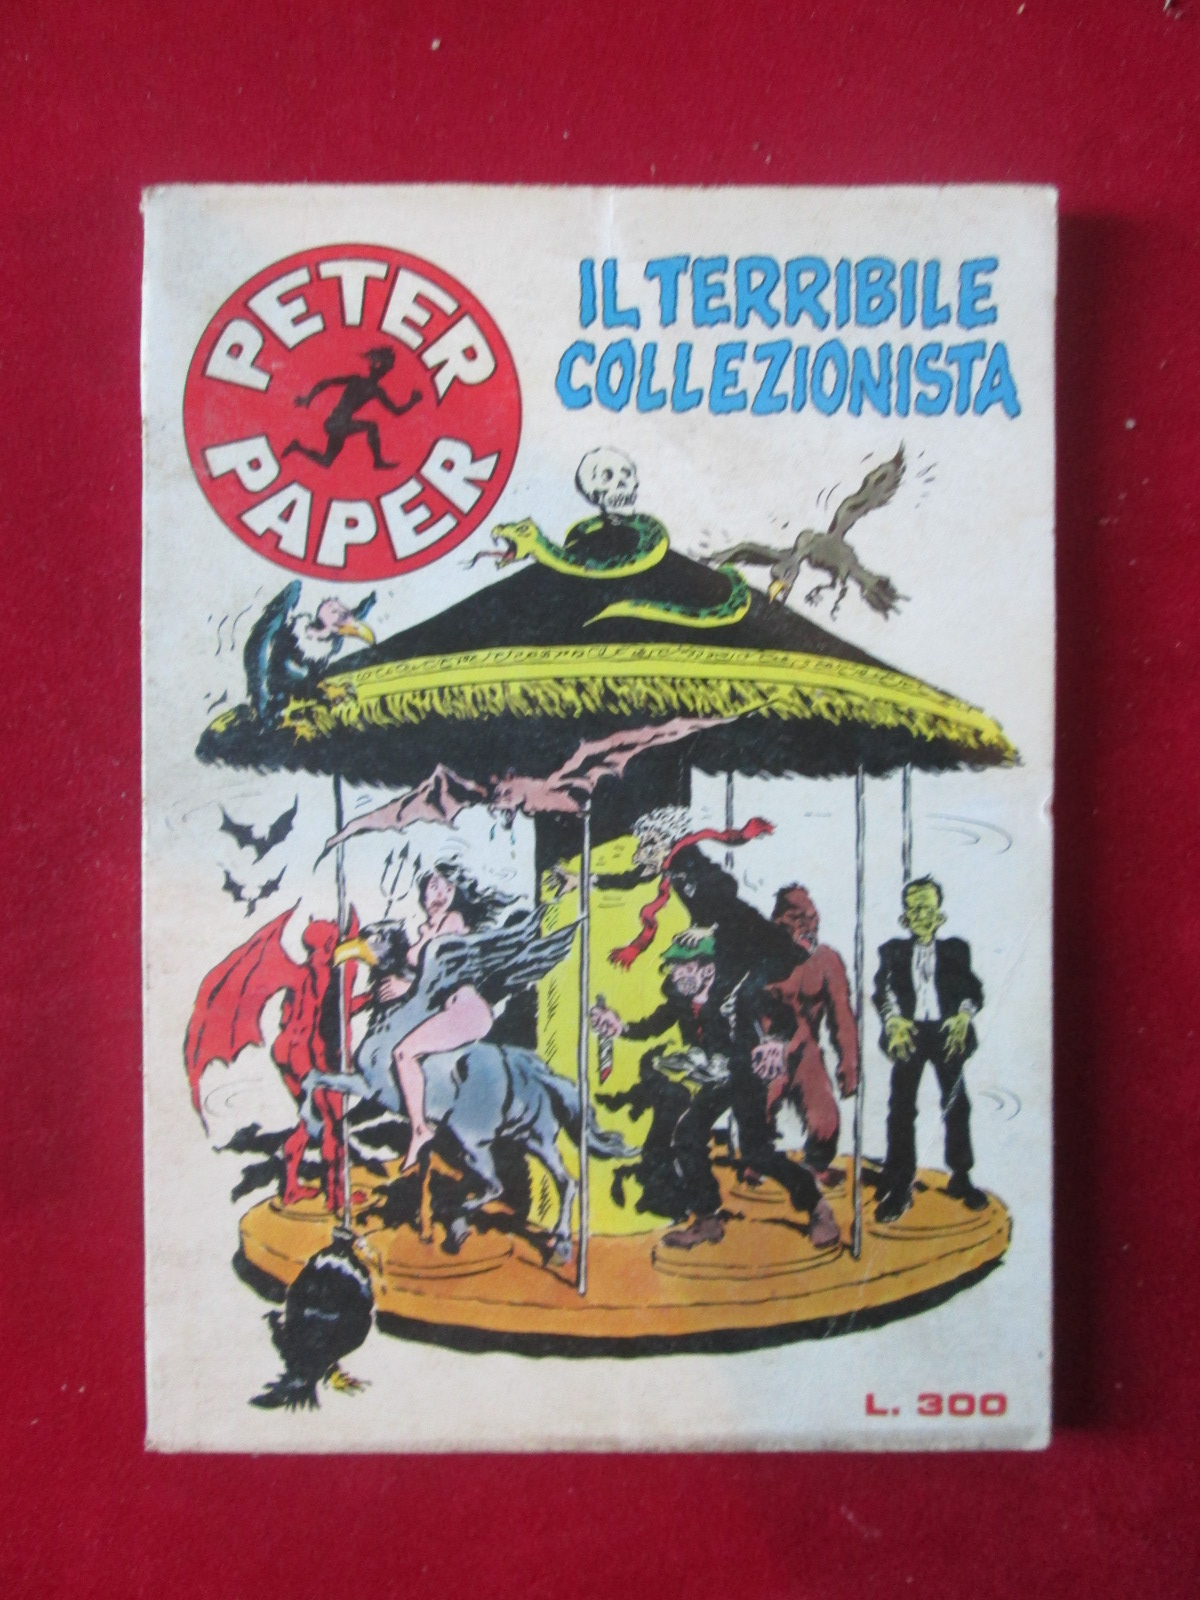 PETER
PAPER
IL TERRIBILE
COLLEZIONISTA
L. 300